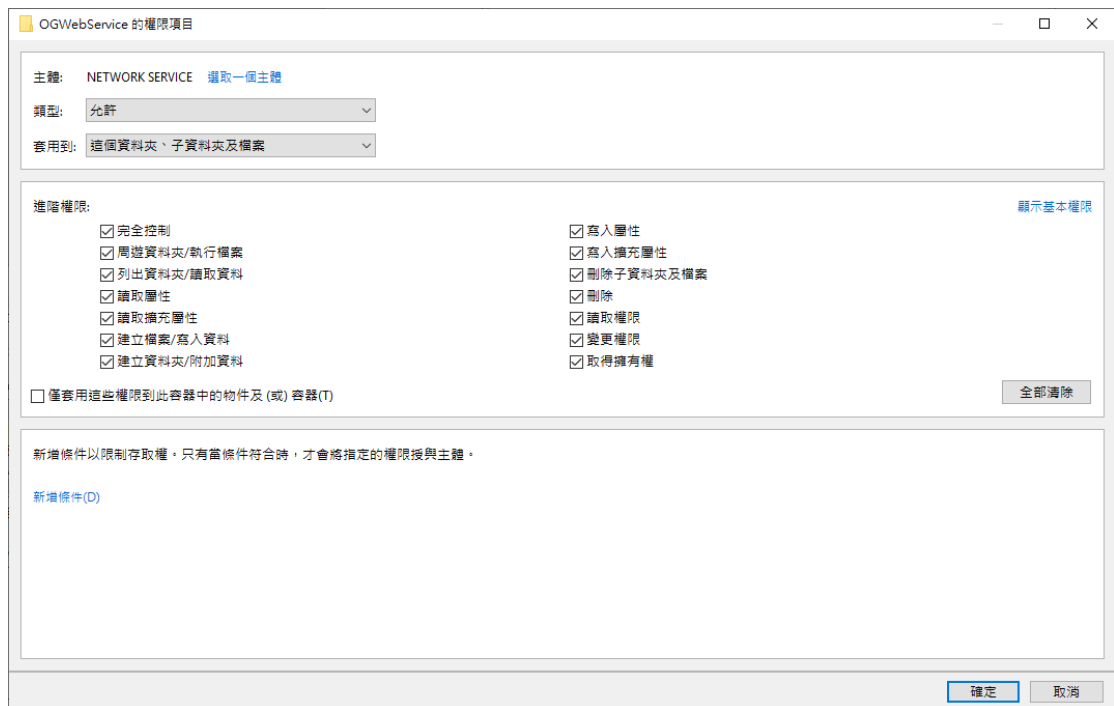 OGWebService 的權限項目
主體: NETWORK SERVICE 選取一個主體
類型: 允許
套用到: 這個資料夾、子資料夾及檔案
進階權限: 顯示基本權限
完全控制 寫入屬性
周遊資料夾/執行檔案 寫入擴充屬性
列出資料夾/讀取資料 刪除子資料夾及檔案
讀取屬性 刪除
讀取擴充屬性 讀取權限
建立檔案/寫入資料 變更權限
建立資料夾/附加資料 取得擁有權
僅套用這些權限到此容器中的物件及 (或) 容器(T) 全部清除
新增條件以限制存取權。只有當條件符合時，才會將指定的權限授與主體。
新增條件(D)
確定 取消